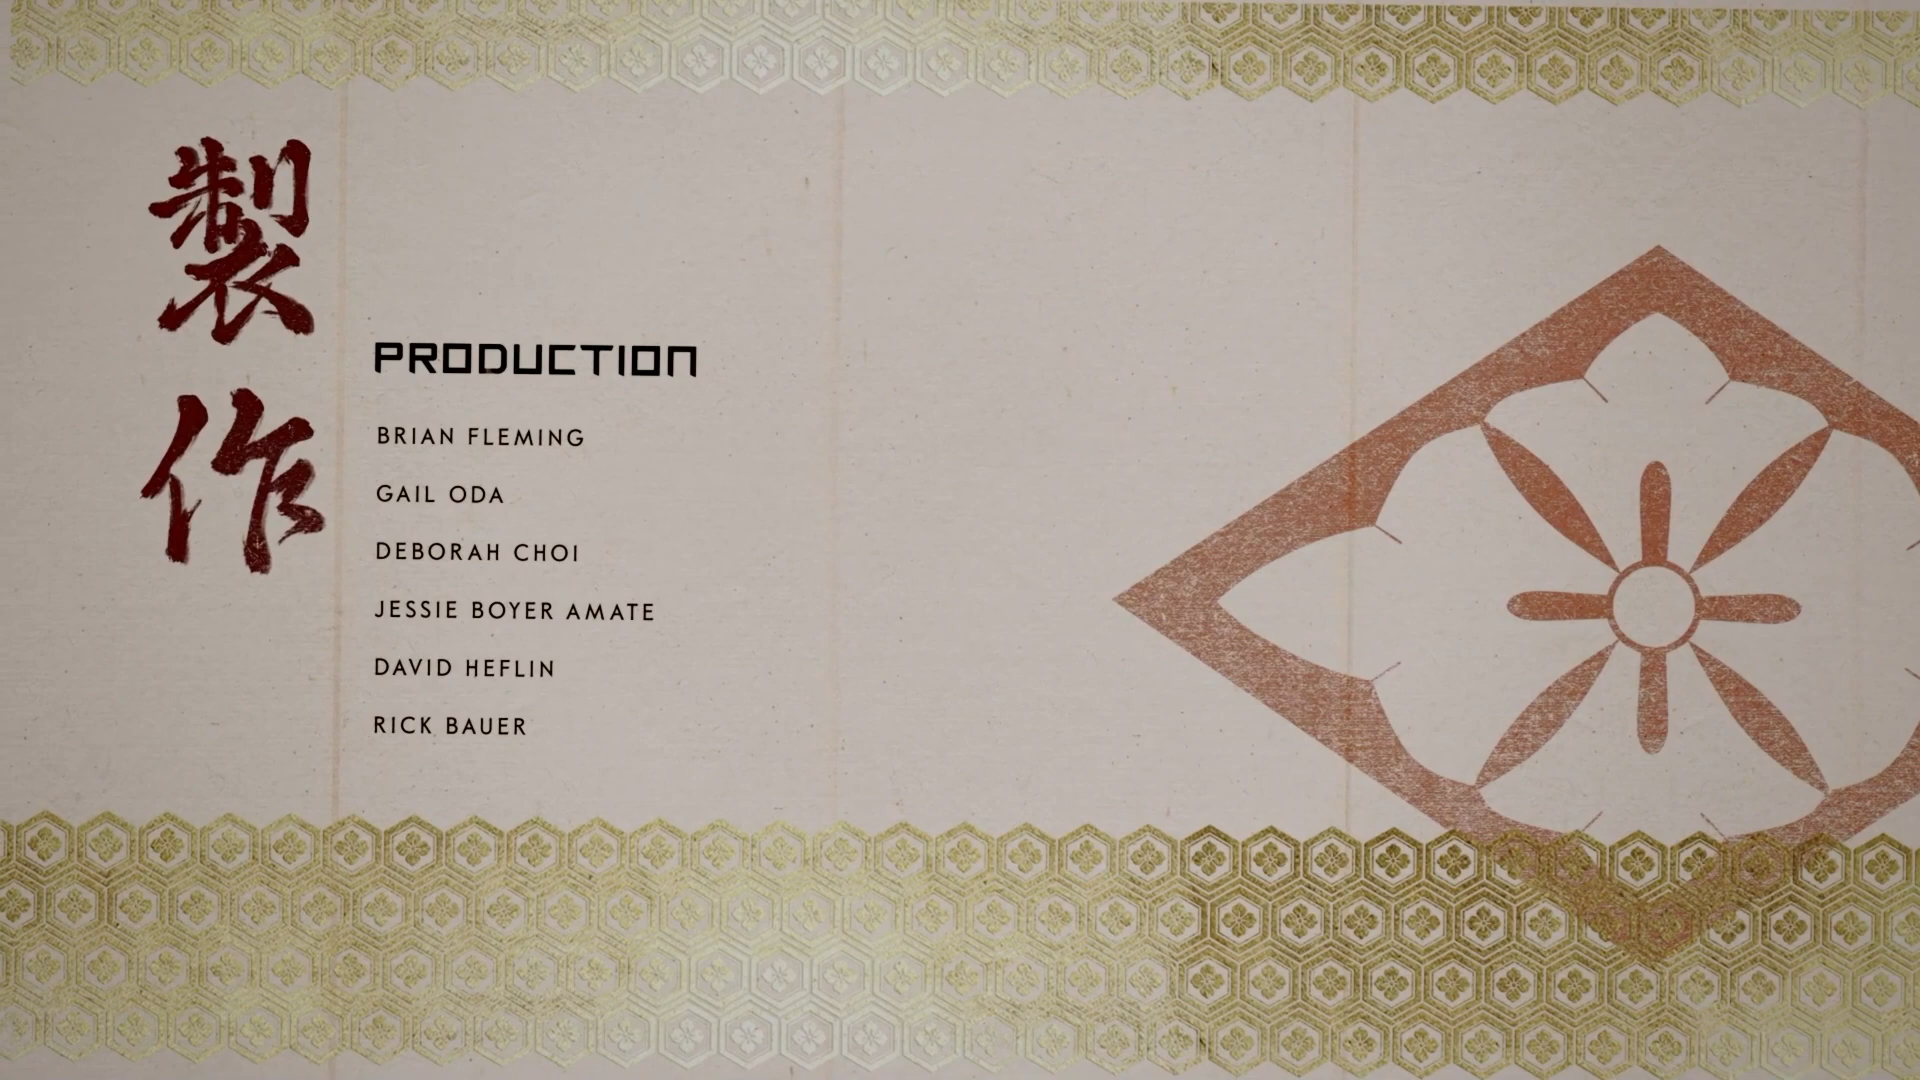 製作
PRODUCTION
BRIAN FLEMING
GAIL ODA
DEBORAH CHOI
JESSIE BOYER AMATE
DAVID HEFLIN
RICK BAUER